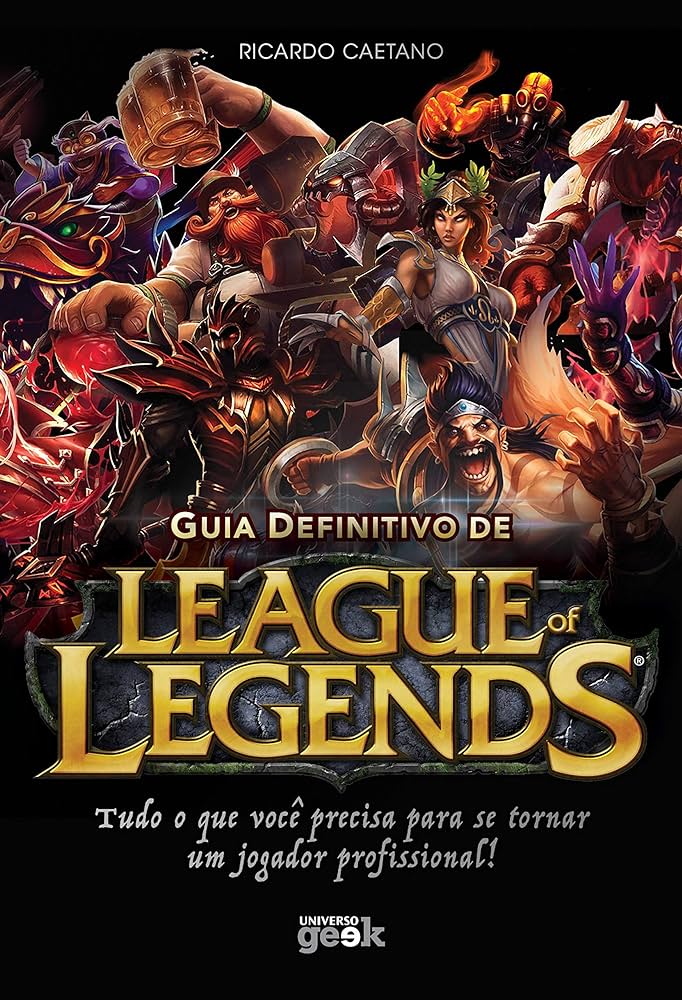 RICARDO CAETANO
GUIA DEFINITIVO DE
LEAGUE of
LEGENDS®
Tudo o que você precisa para se tornar
um jogador profissional!
UNIVERSO
geek